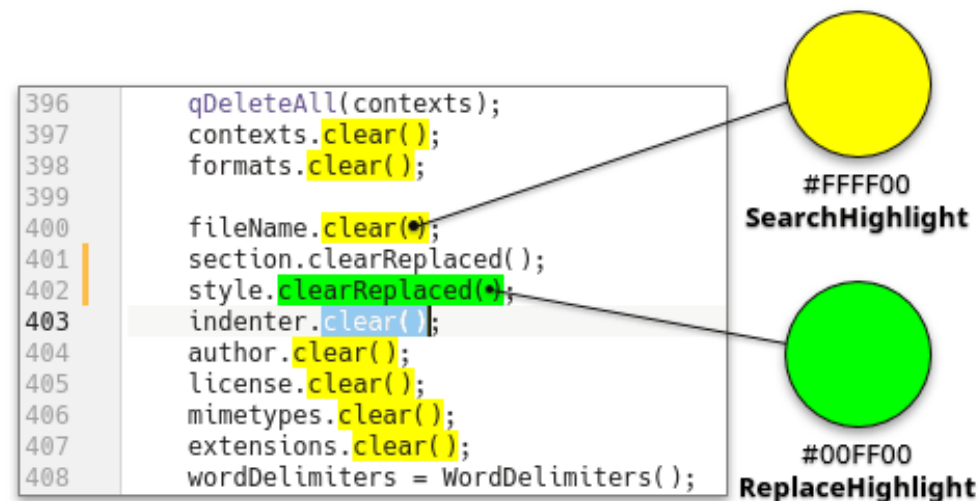 396 qDeleteAll(contexts);
397 contexts.clear();
398 formats.clear();
399
400 fileName.clear();
401 section.clearReplaced();
402 style.clearReplaced();
403 indenter.clear();
404 author.clear();
405 license.clear();
406 mimetypes.clear();
407 extensions.clear();
408 wordDelimiters = WordDelimiters();
#FFFF00
SearchHighlight
#00FF00
ReplaceHighlight